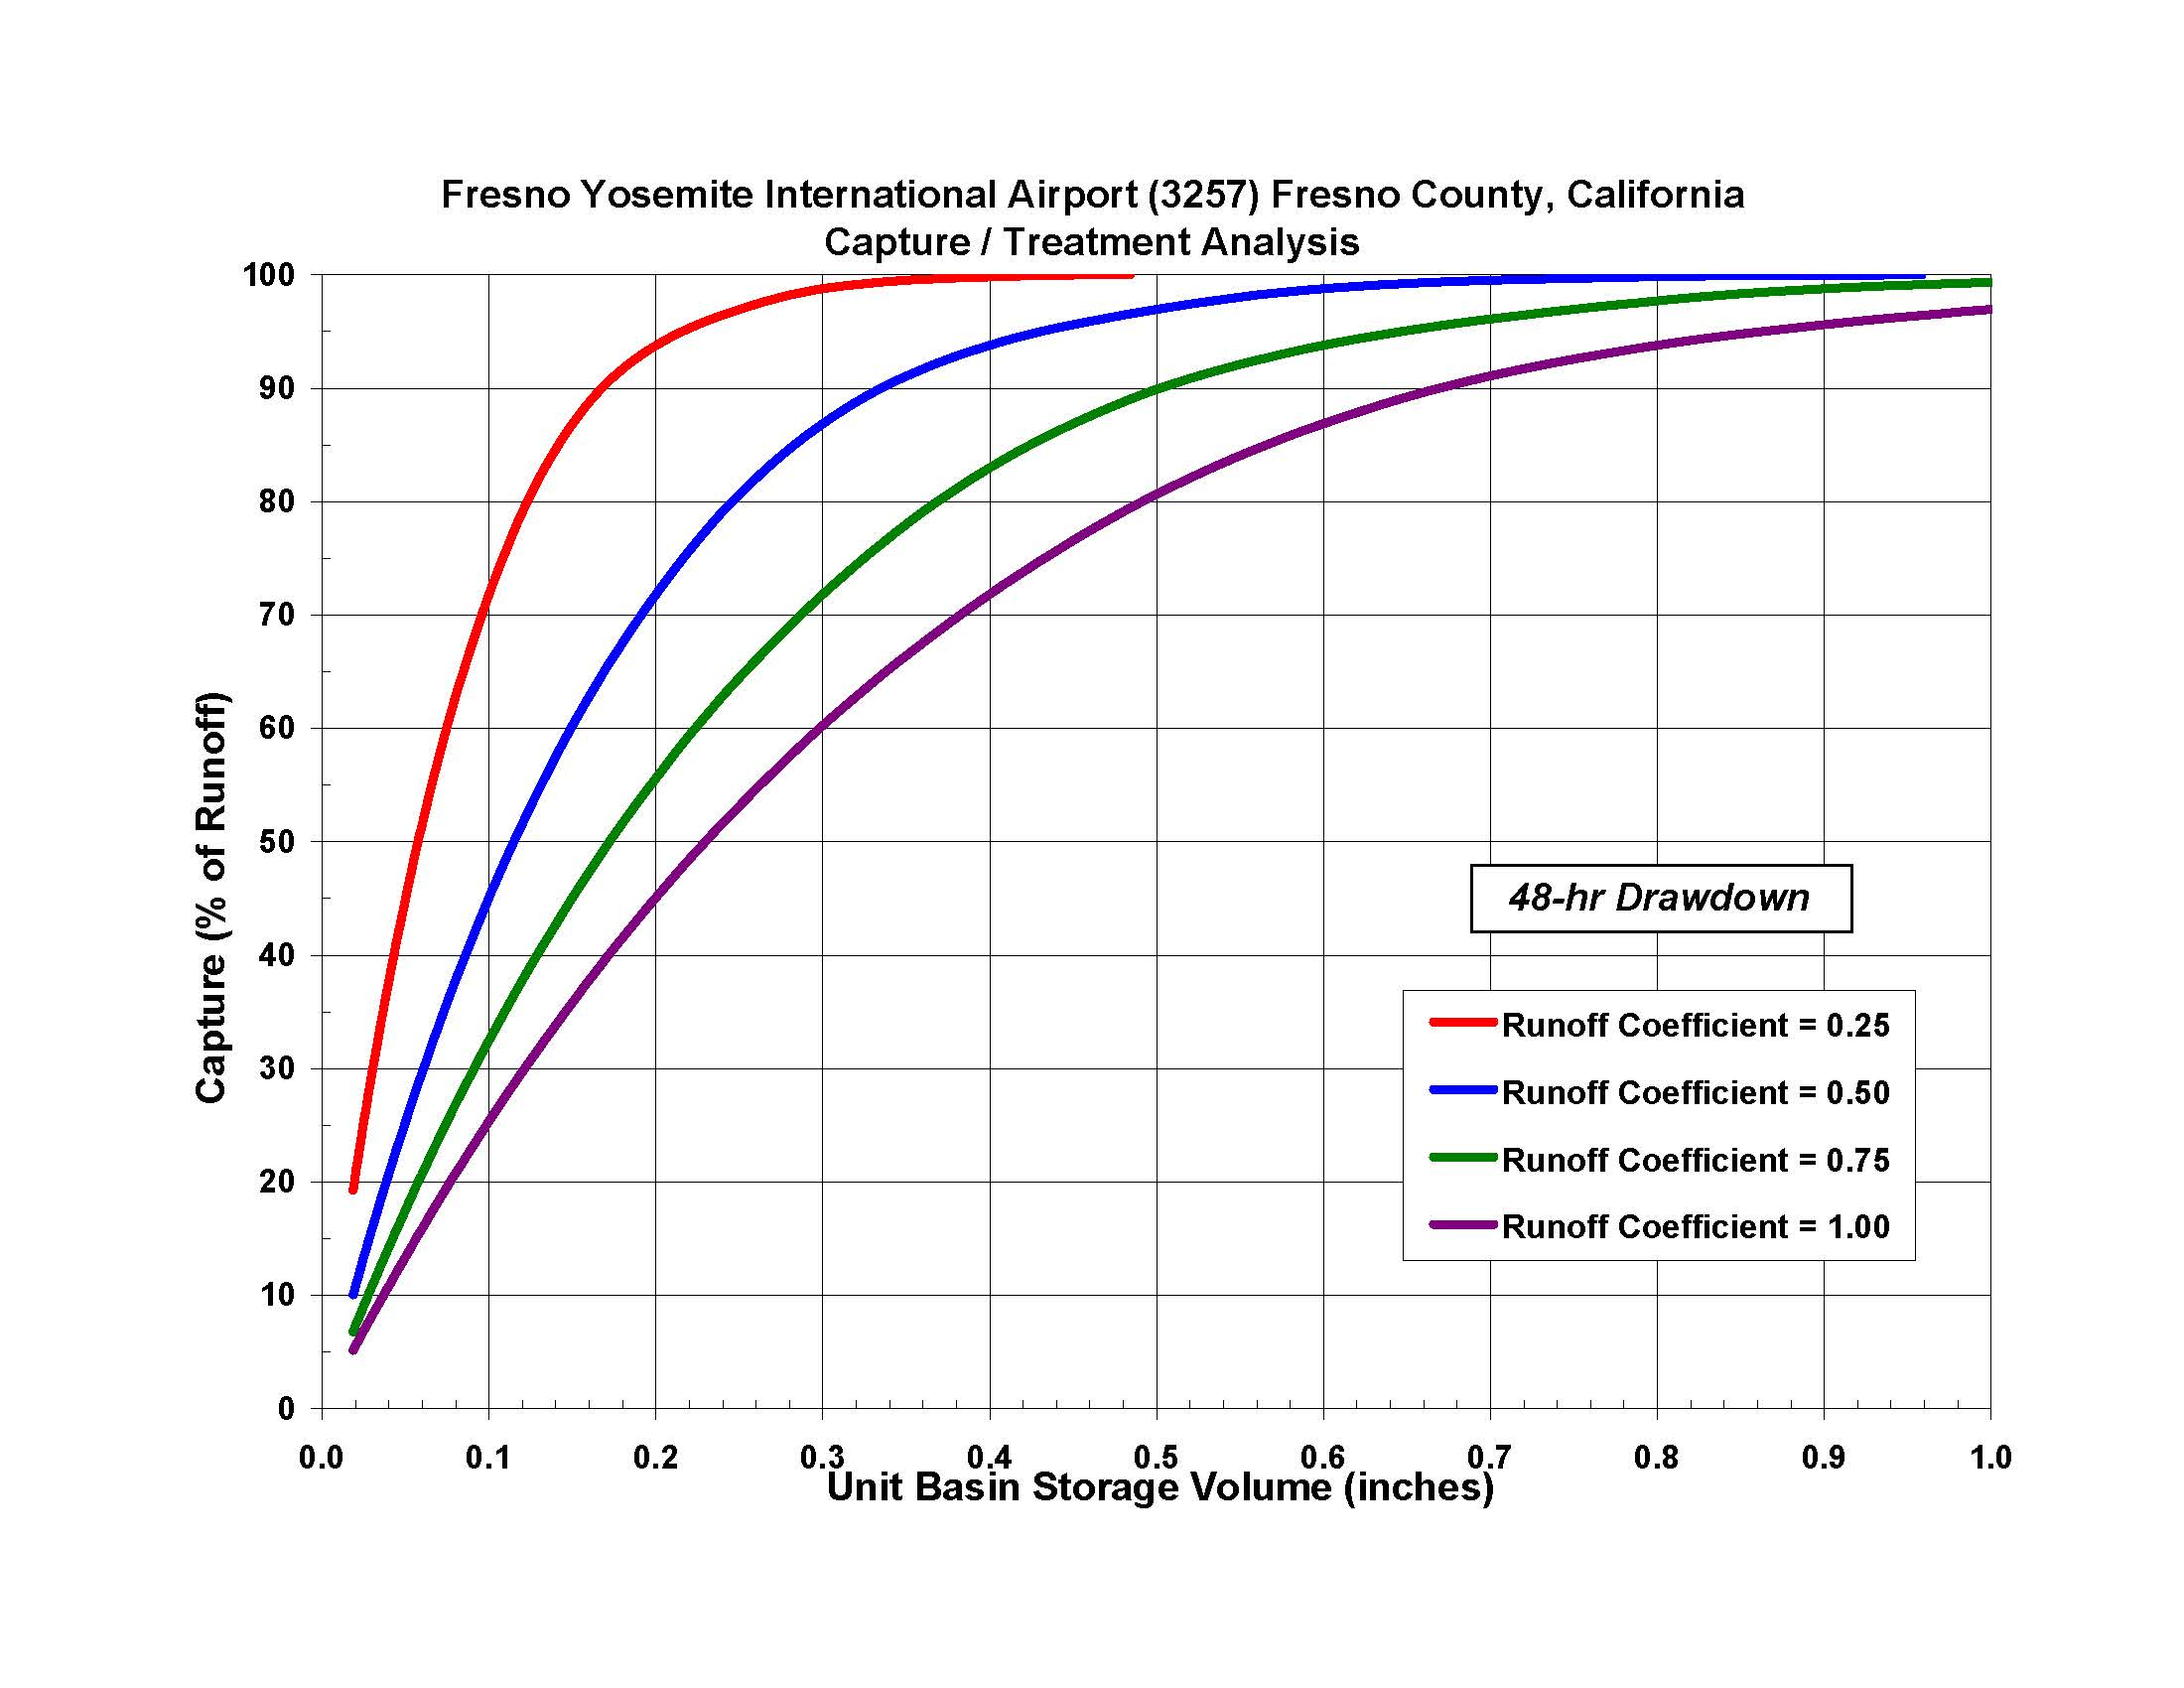 Fresno Yosemite International Airport (3257) Fresno County, California
Capture / Treatment Analysis
100
90
80
70
60
50
40
30
20
10
0
Capture (% of Runoff)
48-hr Drawdown
Runoff Coefficient = 0.25
Runoff Coefficient = 0.50
Runoff Coefficient = 0.75
Runoff Coefficient = 1.00
0.0 0.1 0.2 0.3 0.4 0.5 0.6 0.7 0.8 0.9 1.0
Unit Basin Storage Volume (inches)